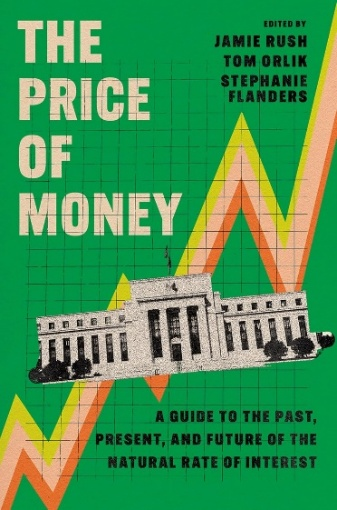 THE
PRICE
OF
MONEY
EDITED BY
JAMIE RUSH
TOM ORLIK
STEPHANIE
FLANDERS
A GUIDE TO THE PAST,
PRESENT, AND FUTURE OF THE
NATURAL RATE OF INTEREST